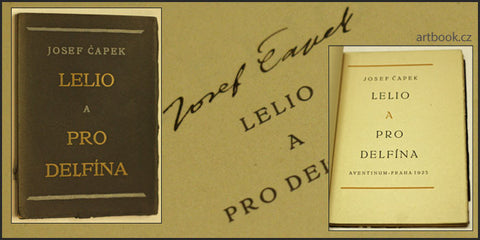 JOSEF ČAPEK
LELIO
A
PRO
DELFÍNA
Josef Čapek
LELIO
A
PRO DEL
artbook.cz
JOSEF ČAPEK
LELIO
A
PRO
DELFÍNA
AVENTINUM-PRAHA 1925